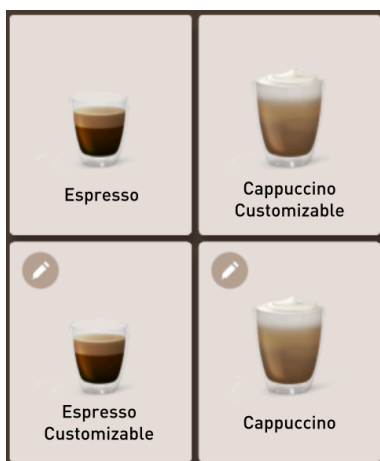 Espresso
Cappuccino
Customizable
Espresso
Customizable
Cappuccino